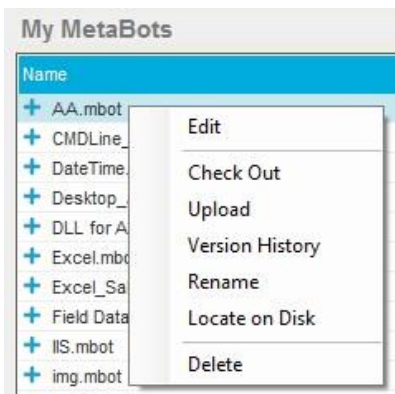 My MetaBots
Name
AA.mbot
CMDLine_
DateTime.
Desktop_
DLL for A
Excel.mbo
Excel_Sa
Field Data
IIS.mbot
img.mbot
Edit
Check Out
Upload
Version History
Rename
Locate on Disk
Delete